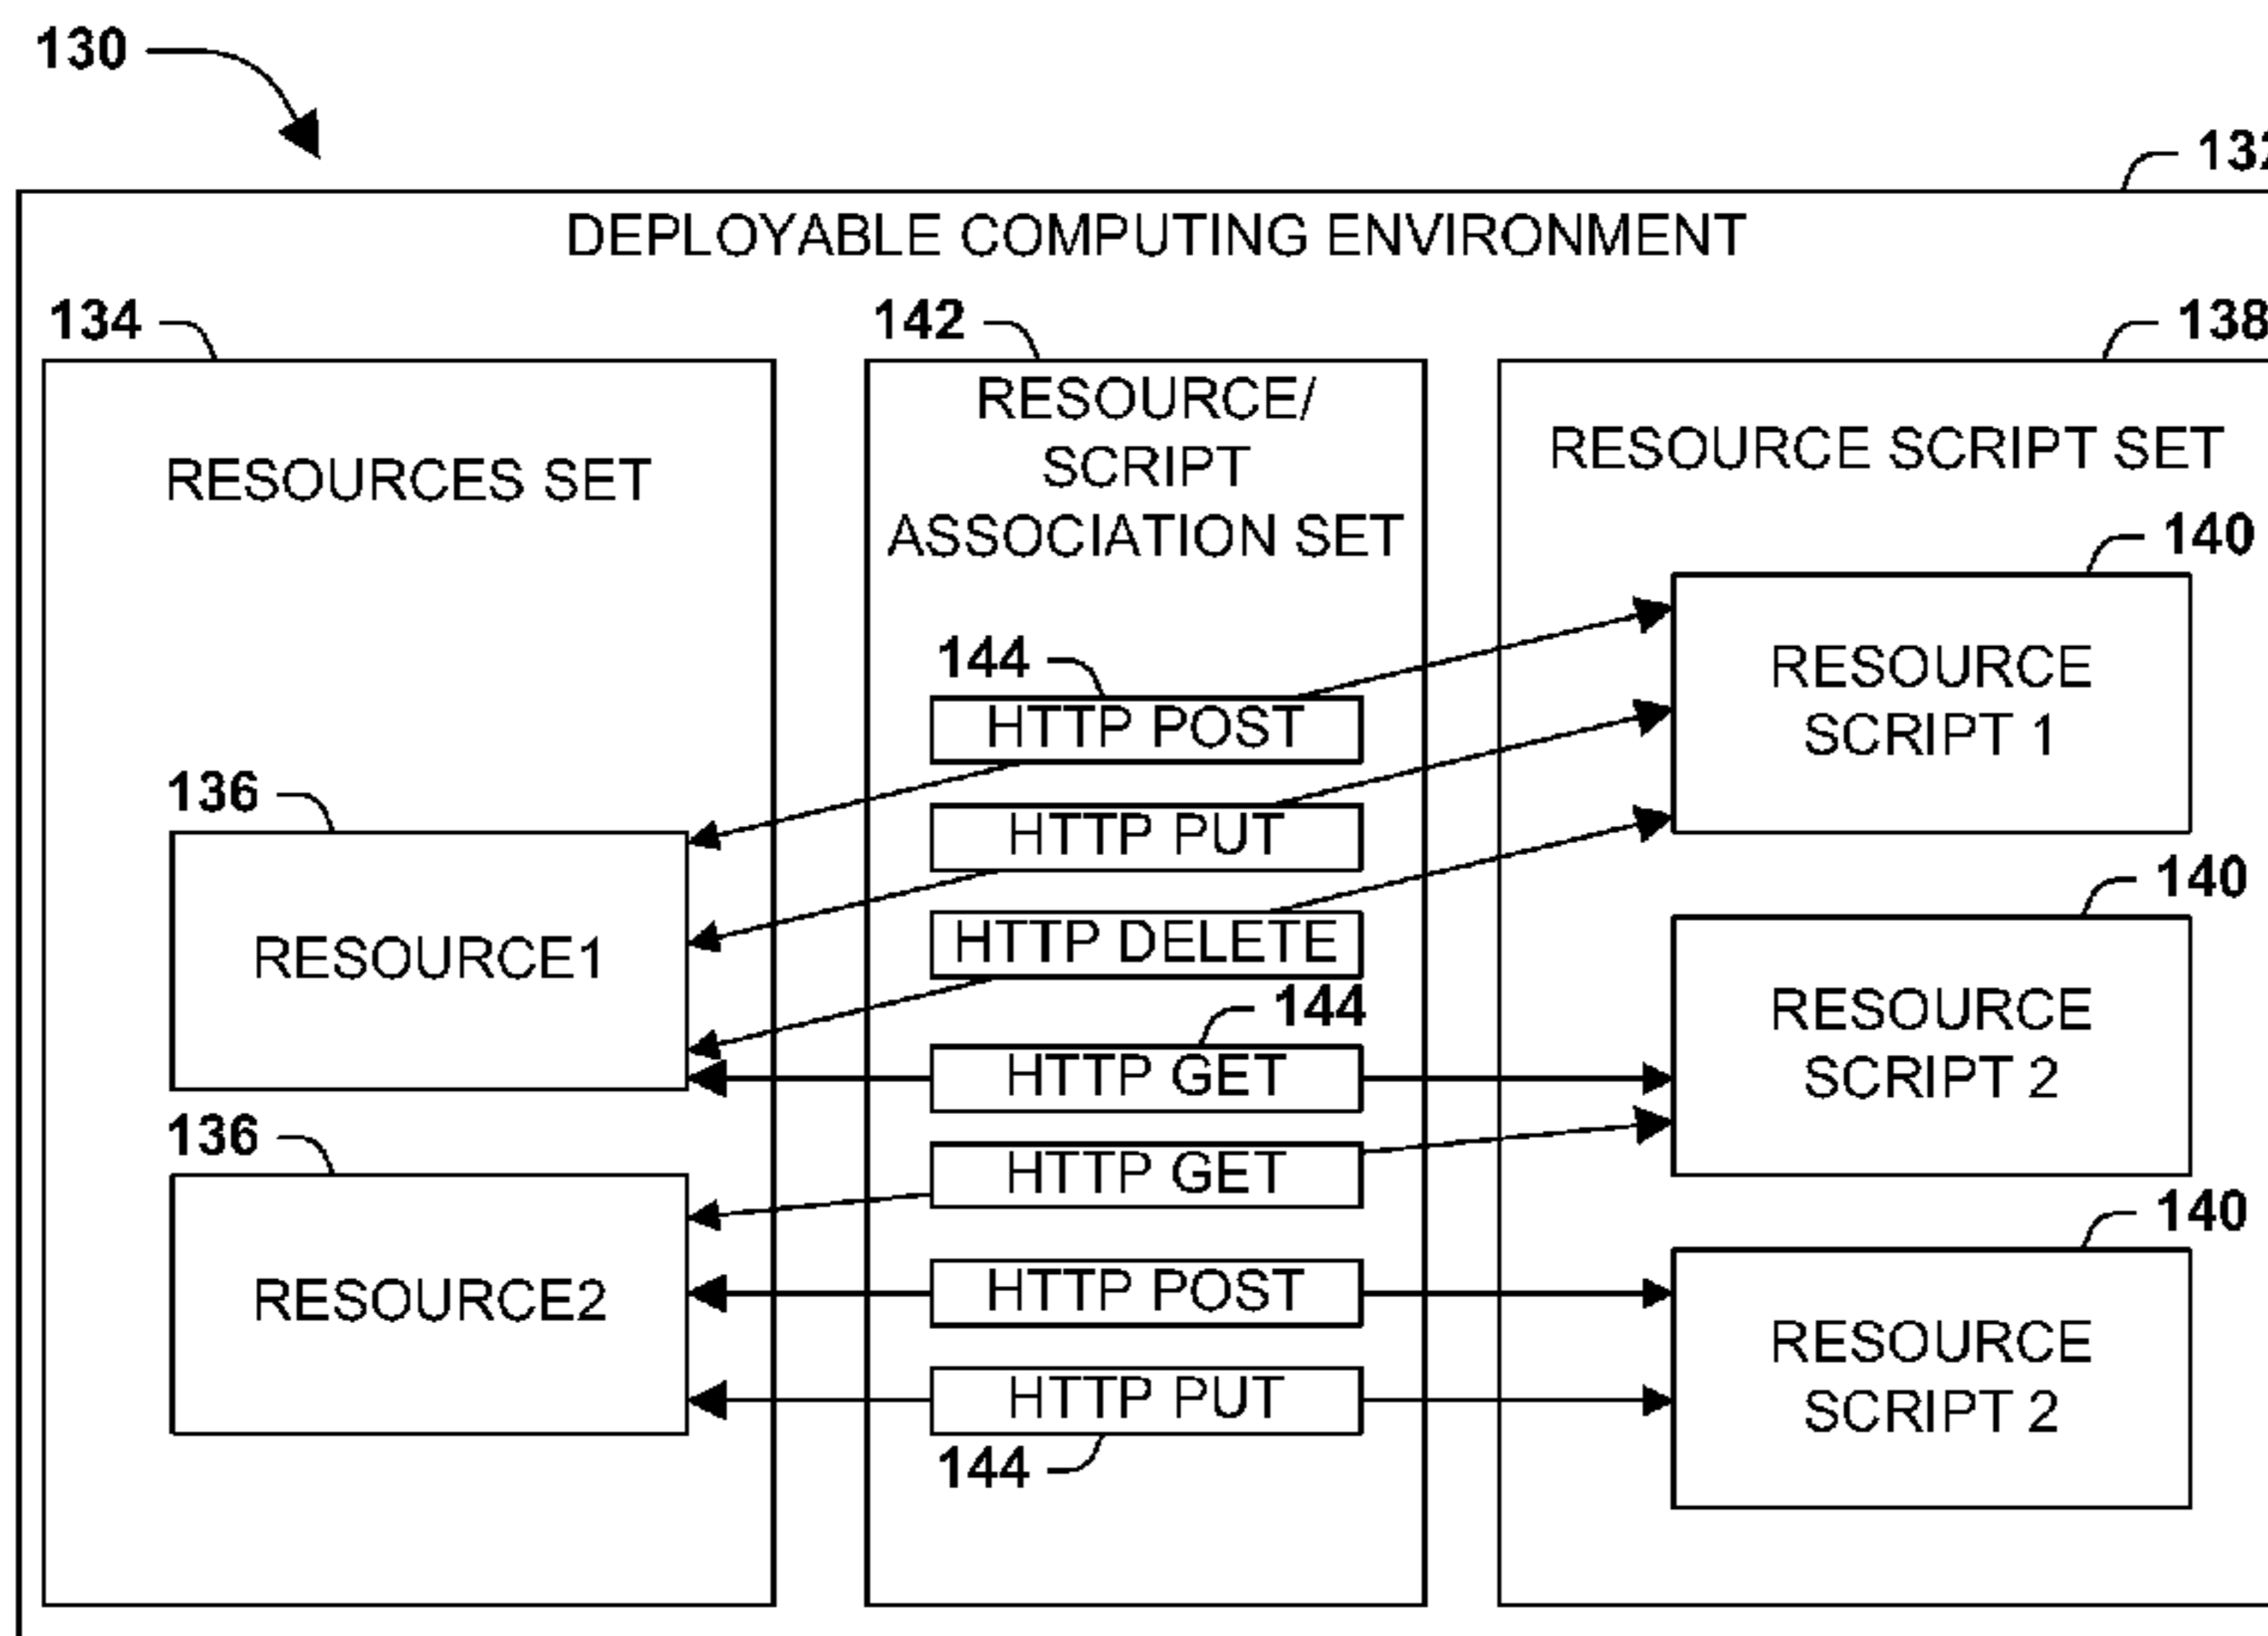 130
132
DEPLOYABLE COMPUTING ENVIRONMENT
134
142
138
RESOURCES SET
RESOURCE/
SCRIPT
ASSOCIATION SET
RESOURCE SCRIPT SET
140
144
HTTP POST
RESOURCE
SCRIPT 1
136
HTTP PUT
RESOURCE1
HTTP DELETE
140
144
HTTP GET
RESOURCE
SCRIPT 2
136
HTTP GET
140
RESOURCE2
HTTP POST
RESOURCE
SCRIPT 2
HTTP PUT
144